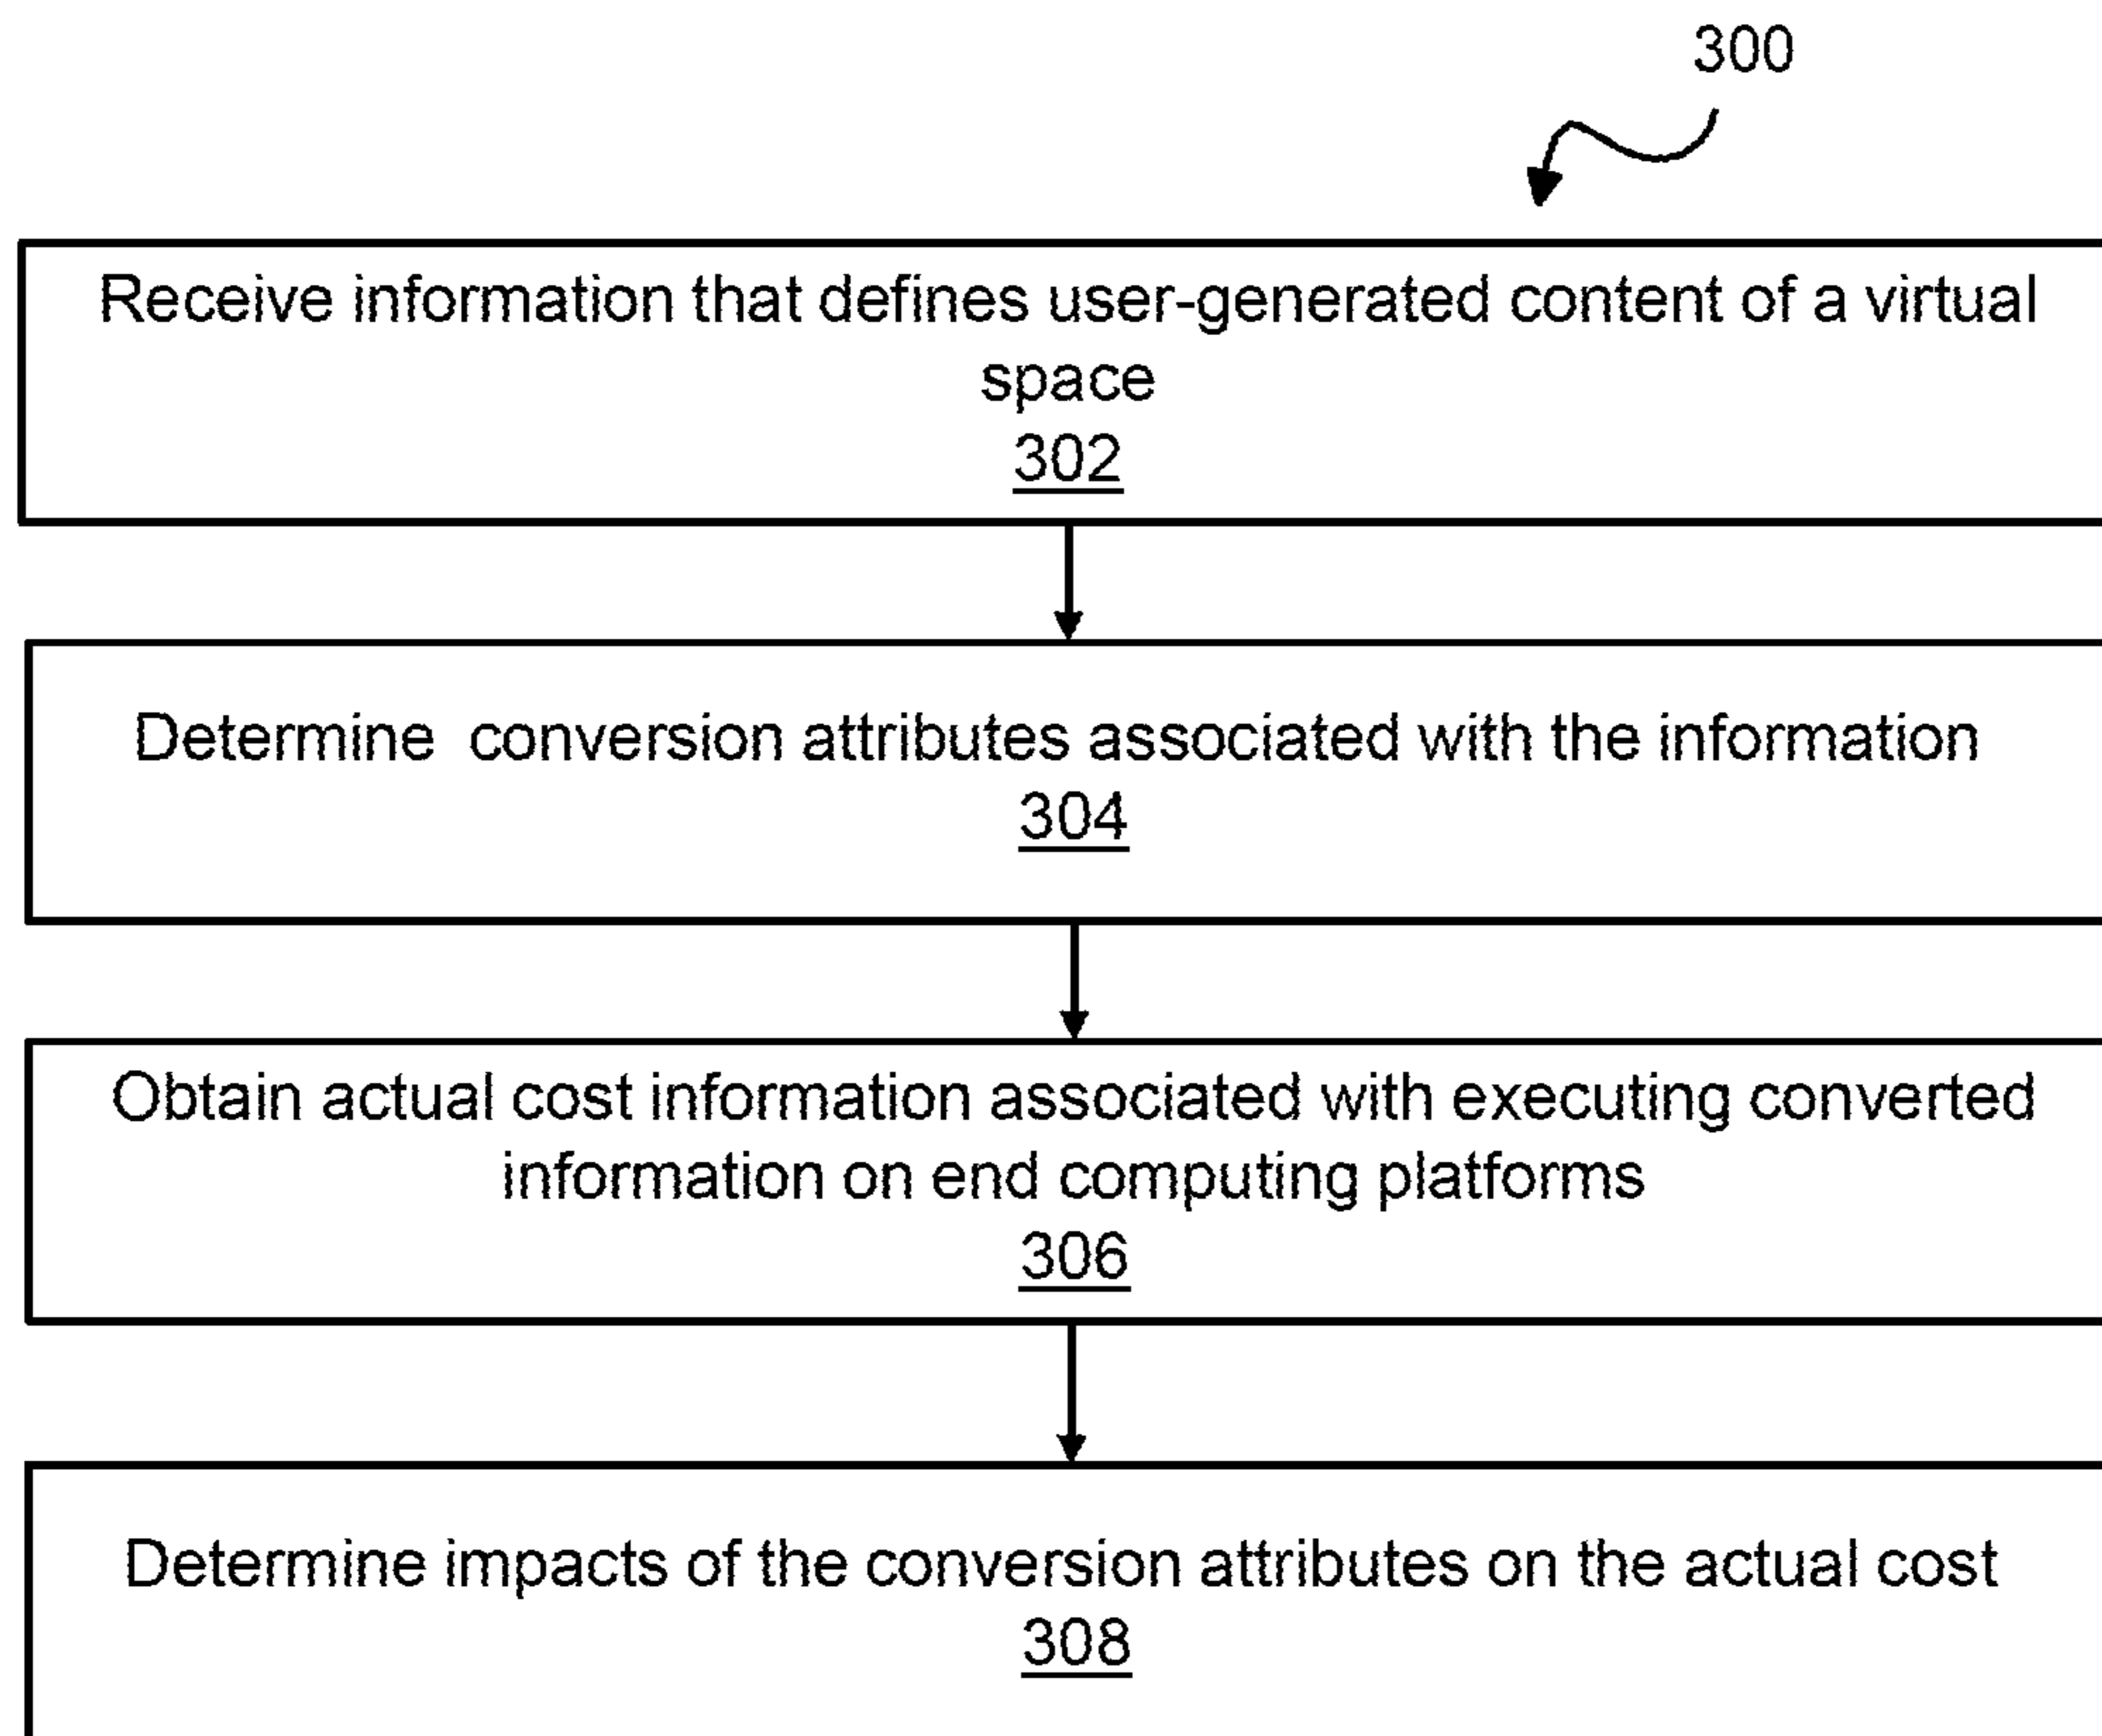 300
Receive information that defines user-generated content of a virtual
space
302
Determine conversion attributes associated with the information
304
Obtain actual cost information associated with executing converted
information on end computing platforms
306
Determine impacts of the conversion attributes on the actual cost
308